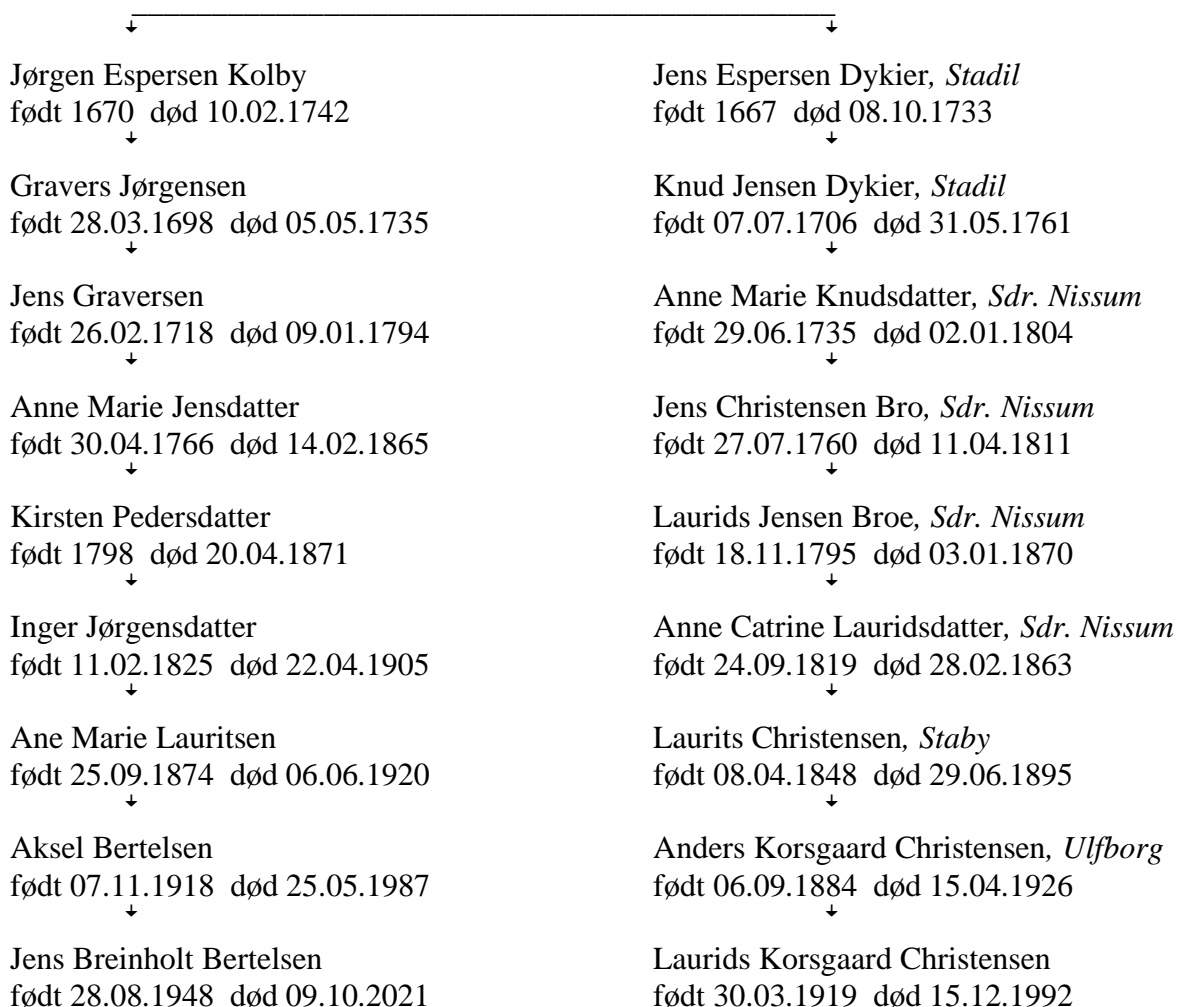 Jørgen Espersen Kolby
født 1670 død 10.02.1742
Gravers Jørgensen
født 28.03.1698 død 05.05.1735
Jens Graversen
født 26.02.1718 død 09.01.1794
Anne Marie Jensdatter
født 30.04.1766 død 14.02.1865
Kirsten Pedersdatter
født 1798 død 20.04.1871
Inger Jørgensdatter
født 11.02.1825 død 22.04.1905
Ane Marie Lauritsen
født 25.09.1874 død 06.06.1920
Aksel Bertelsen
født 07.11.1918 død 25.05.1987
Jens Breinholt Bertelsen
født 28.08.1948 død 09.10.2021
Jens Espersen Dykier, Stadil
født 1667 død 08.10.1733
Knud Jensen Dykier, Stadil
født 07.07.1706 død 31.05.1761
Anne Marie Knudsdatter, Sdr. Nissum
født 29.06.1735 død 02.01.1804
Jens Christensen Bro, Sdr. Nissum
født 27.07.1760 død 11.04.1811
Laurids Jensen Broe, Sdr. Nissum
født 18.11.1795 død 03.01.1870
Anne Catrine Lauridsdatter, Sdr. Nissum
født 24.09.1819 død 28.02.1863
Laurits Christensen, Staby
født 08.04.1848 død 29.06.1895
Anders Korsgaard Christensen, Ulfborg
født 06.09.1884 død 15.04.1926
Laurids Korsgaard Christensen
født 30.03.1919 død 15.12.1992